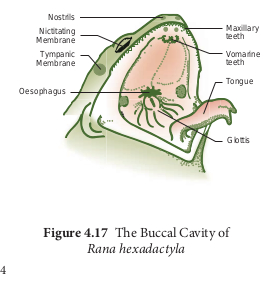 Nostrils
Nictitating
Membrane
Tympanic
Membrane
Oesophagus
Maxillary
teeth
Vomarine
teeth
Tongue
Glottis
Figure 4.17 The Buccal Cavity of
Rana hexadactyla
4